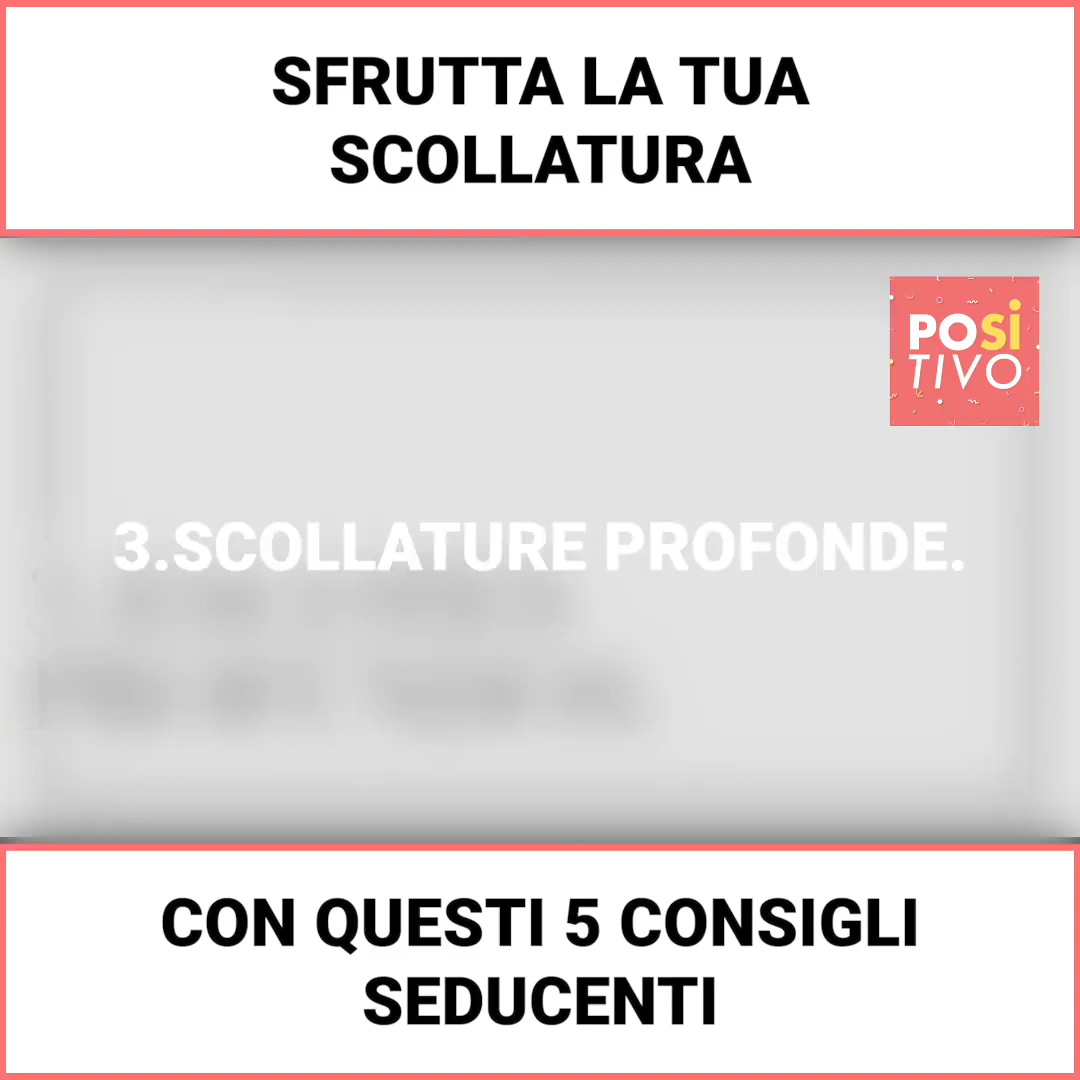 SFRUTTA LA TUA
SCOLLATURA
POSİ
TIVO
3.SCOLLATURE PROFONDE.
CON QUESTI 5 CONSIGLI
SEDUCENTI